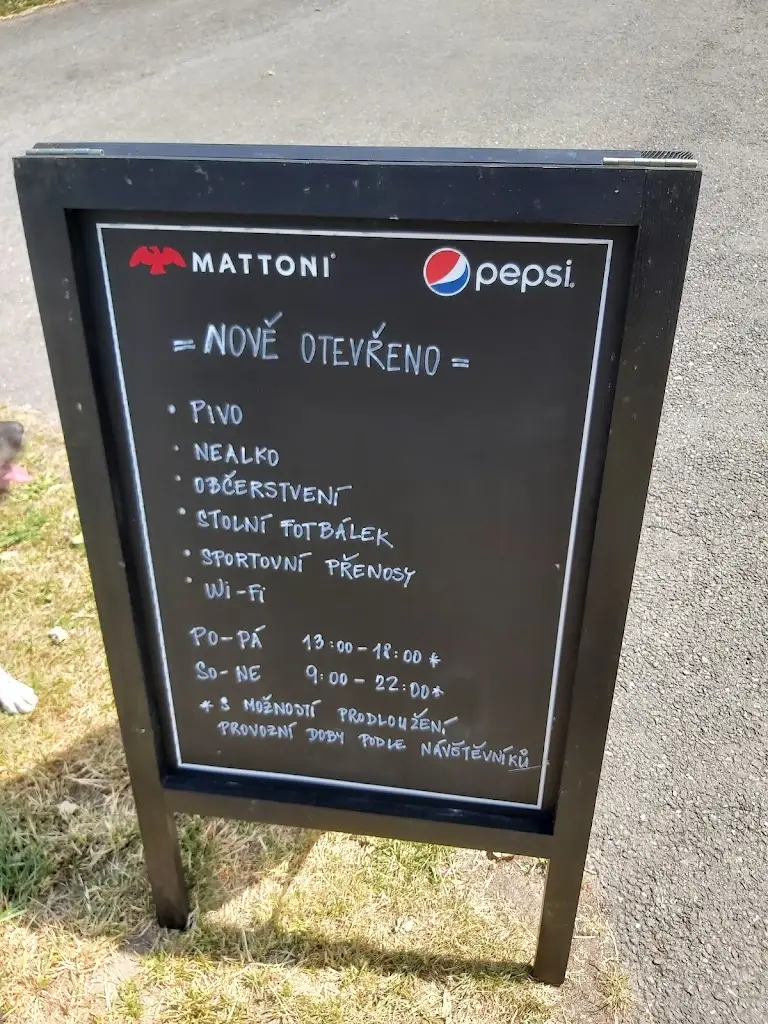 MATTONI
pepsi
= NOVĚ OTEVŘENO =
• PIVO
• NEALKO
• OBČERSTVENÍ
• STOLNÍ FOTBÁLEK
• SPORTOVNÍ PŘENOSY
• Wi-Fi
PO-PÁ 13:00-18:00*
SO-NE 9:00-22:00*
* S MOŽNOSTÍ PRODLOUŽENÍ
PROVOZNÍ DOBY PODLE NÁVŠTĚVNÍKŮ